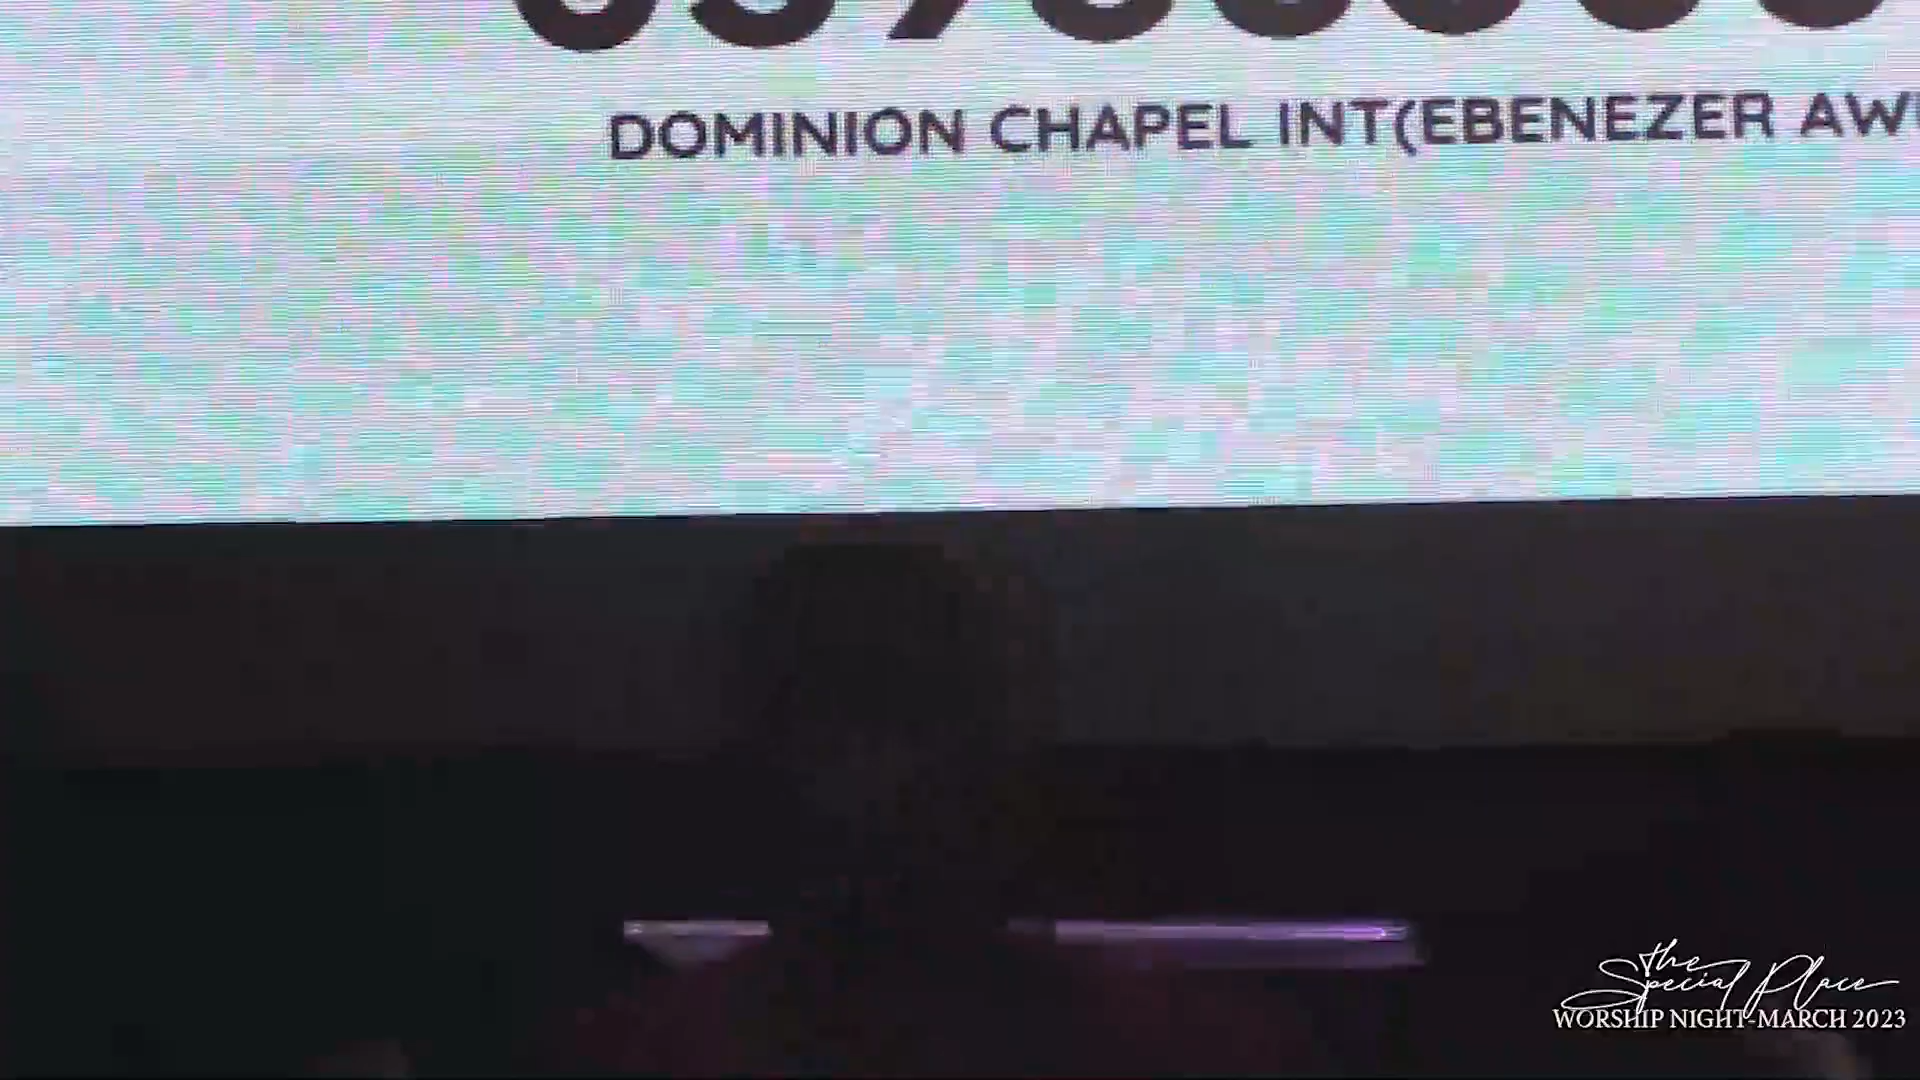 DOMINION CHAPEL INT(EBENEZER
the
Special Place
WORSHIP NIGHT-MARCH 2023